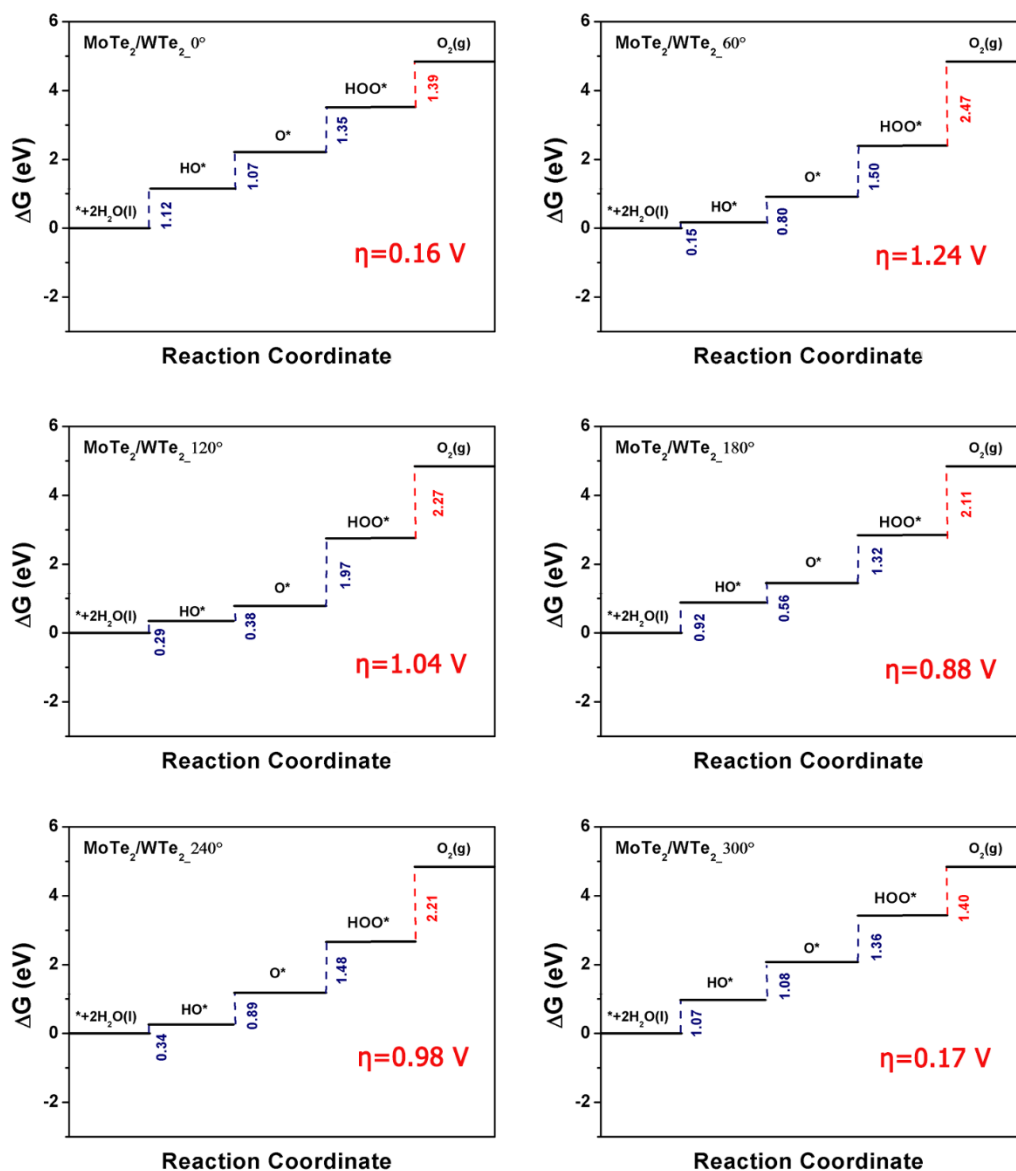 MoTe₂/WTe₂_0°
O₂(g)
HOO*
O*
HO*
*+2H₂O(l)
1.12
1.07
1.35
1.39
η=0.16 V
6
4
2
0
-2
ΔG (eV)
Reaction Coordinate
MoTe₂/WTe₂_60°
O₂(g)
HOO*
O*
HO*
*+2H₂O(l)
0.15
0.80
1.50
2.47
η=1.24 V
6
4
2
0
-2
ΔG (eV)
Reaction Coordinate
MoTe₂/WTe₂_120°
O₂(g)
HOO*
O*
HO*
*+2H₂O(l)
0.29
0.38
1.97
2.27
η=1.04 V
6
4
2
0
-2
ΔG (eV)
Reaction Coordinate
MoTe₂/WTe₂_180°
O₂(g)
HOO*
O*
HO*
*+2H₂O(l)
0.92
0.56
1.32
2.11
η=0.88 V
6
4
2
0
-2
ΔG (eV)
Reaction Coordinate
MoTe₂/WTe₂_240°
O₂(g)
HOO*
O*
HO*
*+2H₂O(l)
0.34
0.89
1.48
2.21
η=0.98 V
6
4
2
0
-2
ΔG (eV)
Reaction Coordinate
MoTe₂/WTe₂_300°
O₂(g)
HOO*
O*
HO*
*+2H₂O(l)
1.07
1.08
1.36
1.40
η=0.17 V
6
4
2
0
-2
ΔG (eV)
Reaction Coordinate